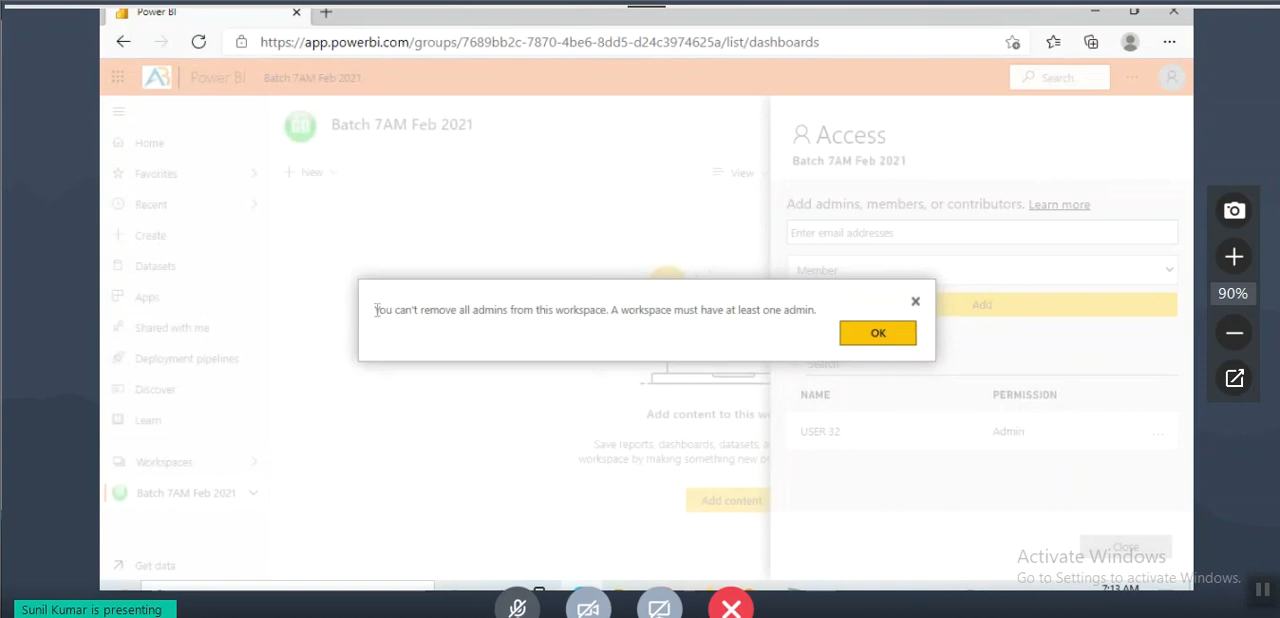 Power BI
https://app.powerbi.com/groups/7689bb2c-7870-4be6-8dd5-d24c3974625a/list/dashboards
Power BI Batch 7AM Feb 2021
Search
Home
Favorites
Recent
Create
Datasets
Apps
Shared with me
Deployment pipelines
Discover
Learn
Workspaces
Batch 7AM Feb 2021
Get data
GO
Batch 7AM Feb 2021
New
View
Add content to this
Save reports, dashboards, datasets,
workspace by making something new
Add content
Access
Batch 7AM Feb 2021
Add admins, members, or contributors. Learn more
Enter email addresses
Member
Add
Search
NAME PERMISSION
USER 32 Admin
Close
You can't remove all admins from this workspace. A workspace must have at least one admin.
OK
90%
Activate Windows
Go to Settings to activate Windows.
7:13 AM
Sunil Kumar is presenting